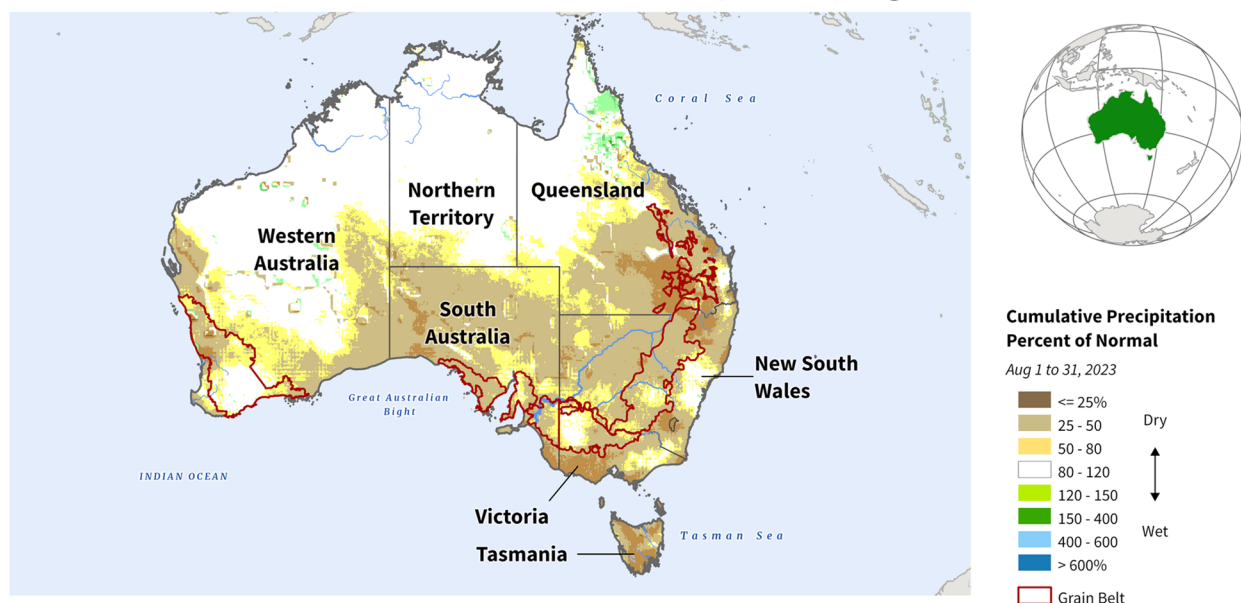 Coral Sea
Northern
Territory
Queensland
Western
Australia
South
Australia
New South
Wales
Great Australian
Bight
INDIAN OCEAN
Victoria
Tasmania
Tasman Sea
Cumulative Precipitation
Percent of Normal
Aug 1 to 31, 2023
<= 25%
25 - 50
50 - 80
80 - 120
120 - 150
150 - 400
400 - 600
> 600%
Dry
Wet
Grain Belt